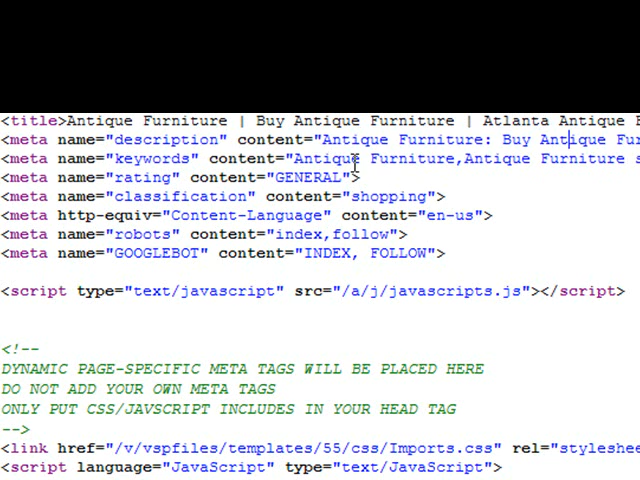 <title>Antique Furniture | Buy Antique Furniture | Atlanta Antique
<meta name="description" content="Antique Furniture: Buy Antique Fur
<meta name="keywords" content="Antique Furniture,Antique Furniture s
<meta name="rating" content="GENERAL">
<meta name="classification" content="shopping">
<meta http-equiv="Content-Language" content="en-us">
<meta name="robots" content="index,follow">
<meta name="GOOGLEBOT" content="INDEX, FOLLOW">
<script type="text/javascript" src="/a/j/javascripts.js"></script>
<!--
DYNAMIC PAGE-SPECIFIC META TAGS WILL BE PLACED HERE
DO NOT ADD YOUR OWN META TAGS
ONLY PUT CSS/JAVSCRIPT INCLUDES IN YOUR HEAD TAG
-->
<link href="/v/vspfiles/templates/55/css/Imports.css" rel="styleshee
<script language="JavaScript" type="text/JavaScript">